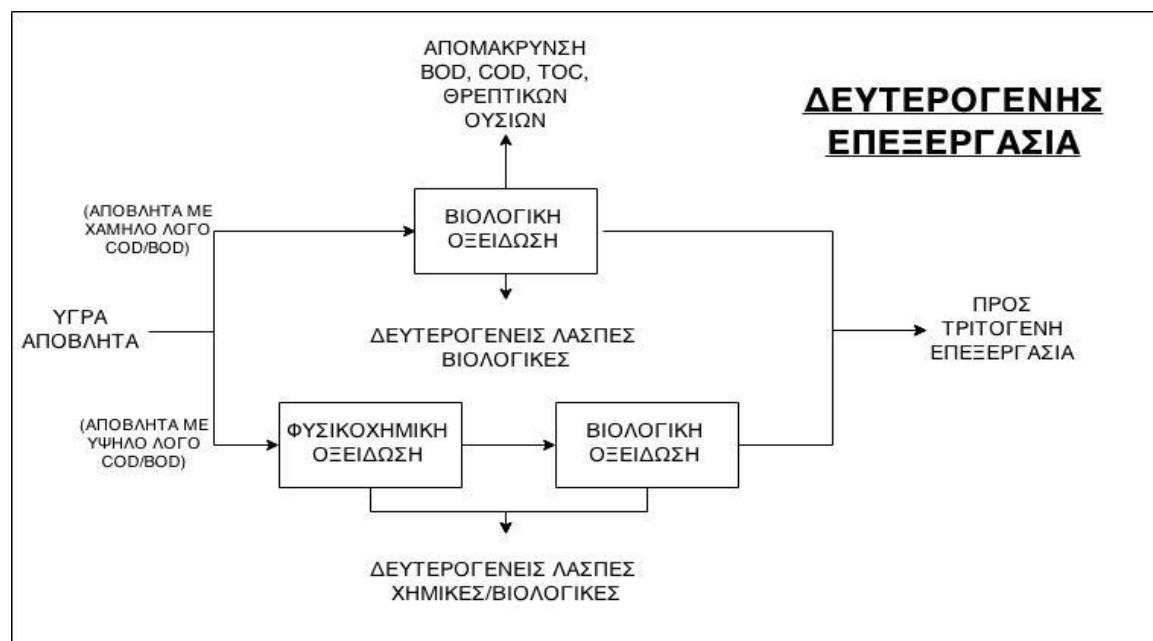 ΑΠΟΜΑΚΡΥΝΣΗ
BOD, COD, TOC,
ΘΡΕΠΤΙΚΩΝ
ΟΥΣΙΩΝ
ΔΕΥΤΕΡΟΓΕΝΗΣ
ΕΠΕΞΕΡΓΑΣΙΑ
(ΑΠΟΒΛΗΤΑ ΜΕ
ΧΑΜΗΛΟ ΛΟΓΟ
COD/BOD)
ΒΙΟΛΟΓΙΚΗ
ΟΞΕΙΔΩΣΗ
ΥΓΡΑ
ΑΠΟΒΛΗΤΑ
ΔΕΥΤΕΡΟΓΕΝΕΙΣ ΛΑΣΠΕΣ
ΒΙΟΛΟΓΙΚΕΣ
ΠΡΟΣ
ΤΡΙΤΟΓΕΝΗ
ΕΠΕΞΕΡΓΑΣΙΑ
(ΑΠΟΒΛΗΤΑ ΜΕ
ΥΨΗΛΟ ΛΟΓΟ
COD/BOD)
ΦΥΣΙΚΟΧΗΜΙΚΗ
ΟΞΕΙΔΩΣΗ
ΒΙΟΛΟΓΙΚΗ
ΟΞΕΙΔΩΣΗ
ΔΕΥΤΕΡΟΓΕΝΕΙΣ ΛΑΣΠΕΣ
ΧΗΜΙΚΕΣ/ΒΙΟΛΟΓΙΚΕΣ